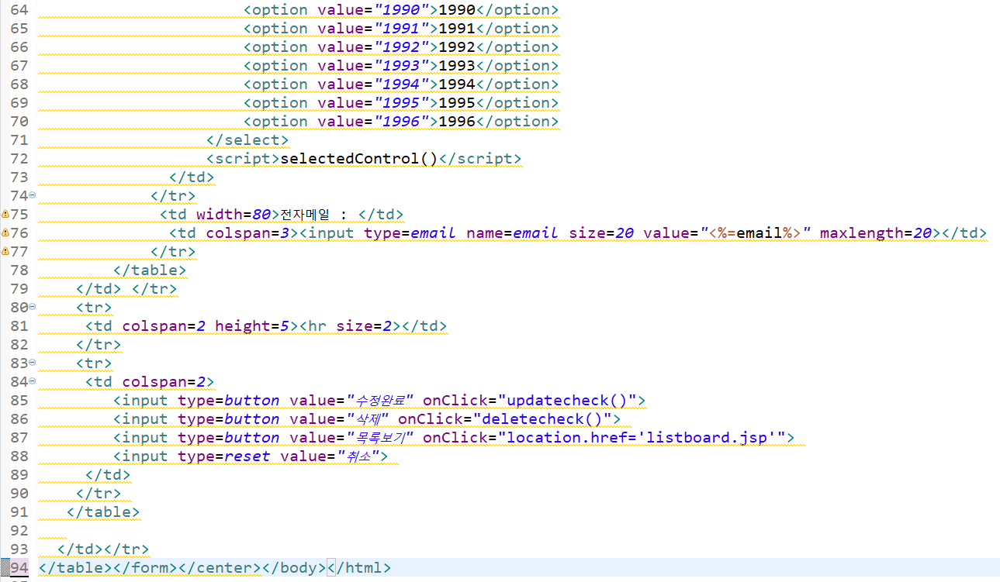 64 <option value="1990">1990</option>
65 <option value="1991">1991</option>
66 <option value="1992">1992</option>
67 <option value="1993">1993</option>
68 <option value="1994">1994</option>
69 <option value="1995">1995</option>
70 <option value="1996">1996</option>
71 </select>
72 <script>selectedControl()</script>
73 </td>
74 </tr>
75 <td width=80>전자메일 : </td>
76 <td colspan=3><input type=email name=email size=20 value="<%=email%>" maxlength=20></td>
77 </tr>
78 </table>
79 </td> </tr>
80 <tr>
81 <td colspan=2 height=5><hr size=2></td>
82 </tr>
83 <tr>
84 <td colspan=2>
85 <input type=button value="수정완료" onClick="updatecheck()">
86 <input type=button value="삭제" onClick="deletecheck()">
87 <input type=button value="목록보기" onClick="location.href='listboard.jsp'">
88 <input type=reset value="취소">
89 </td>
90 </tr>
91 </table>
92
93 </td></tr>
94 </table></form></center></body></html>